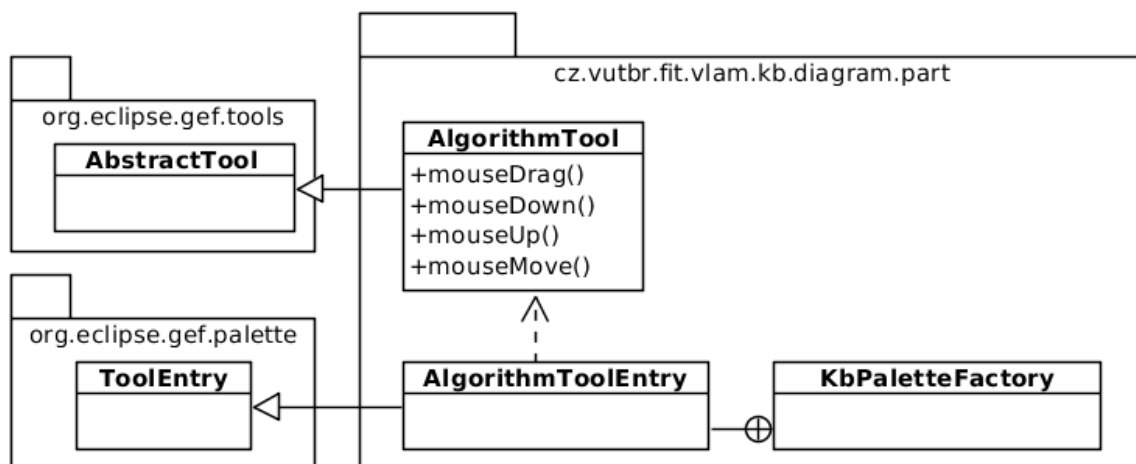 cz.vutbr.fit.vlam.kb.diagram.part
org.eclipse.gef.tools
AbstractTool
AlgorithmTool
+mouseDrag()
+mouseDown()
+mouseUp()
+mouseMove()
org.eclipse.gef.palette
ToolEntry
AlgorithmToolEntry
KbPaletteFactory